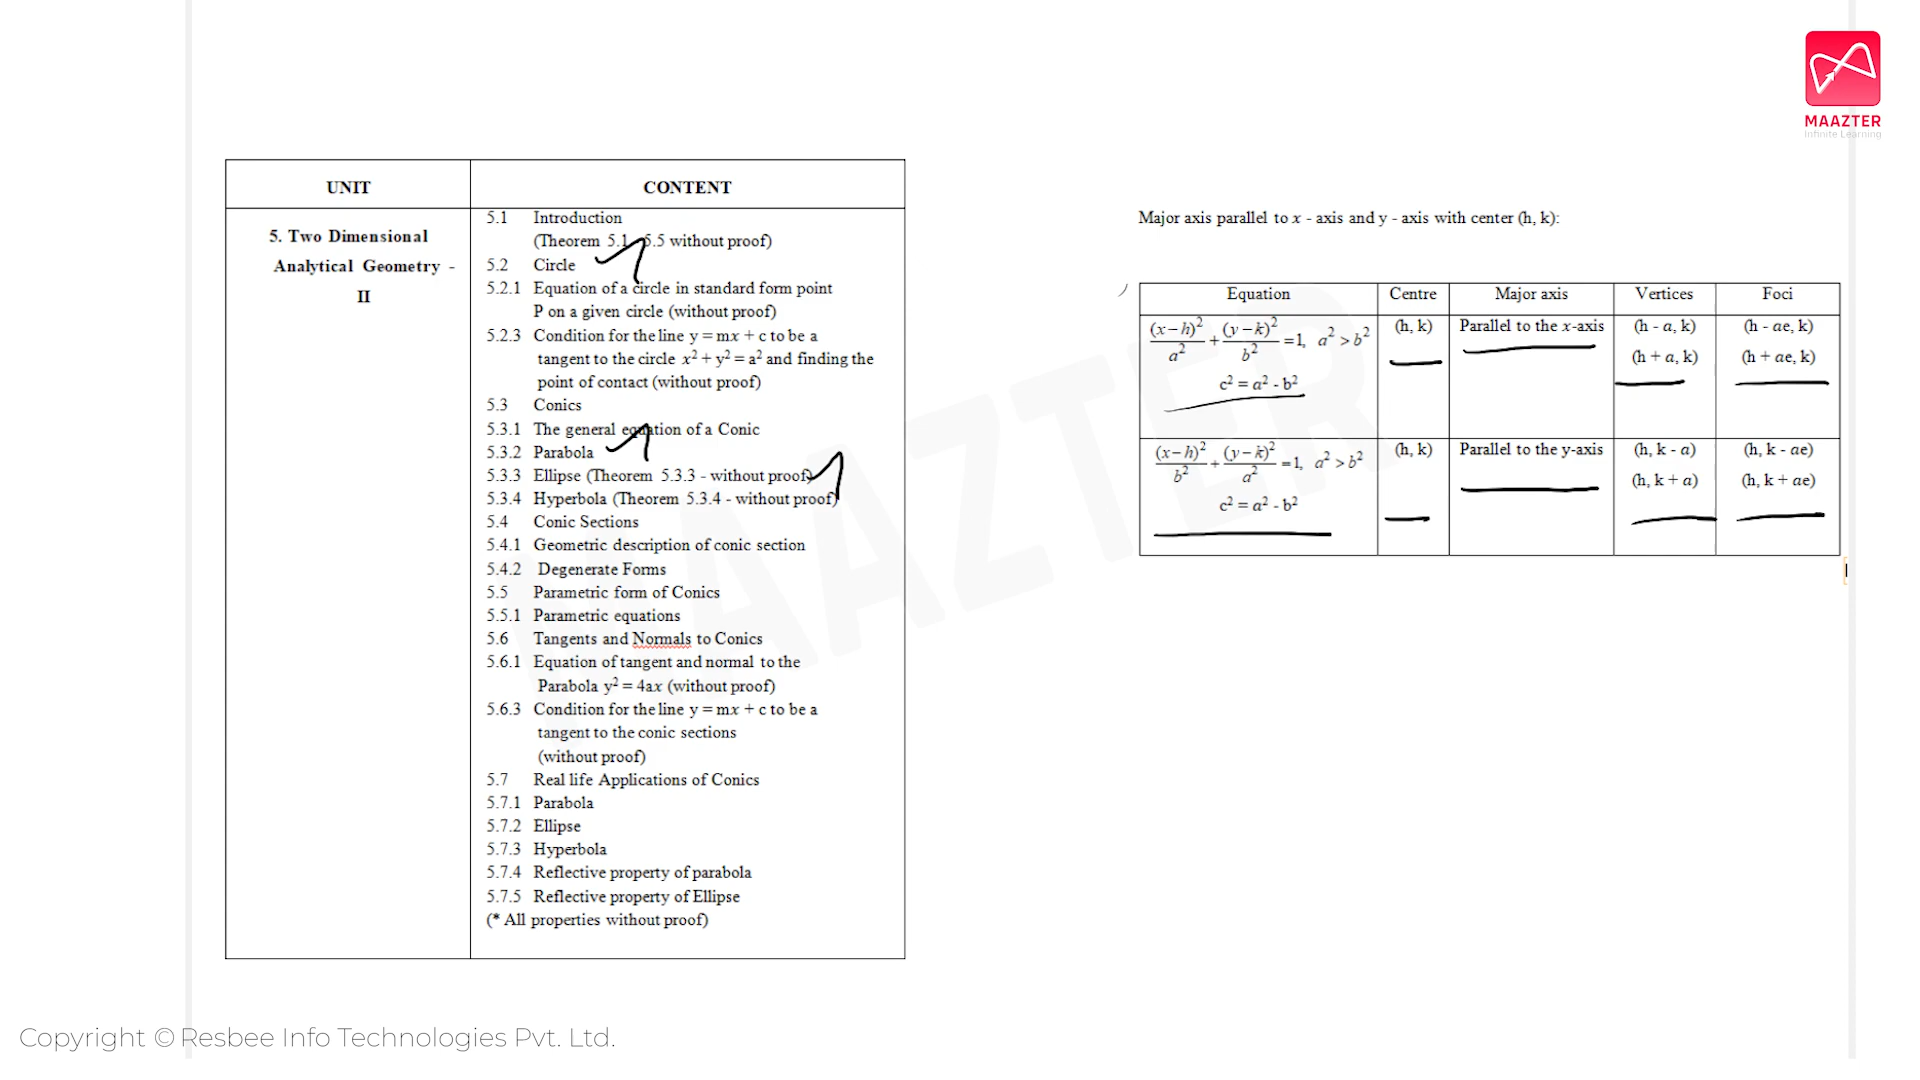 MAAZTER
Infinite Learning
UNIT
CONTENT
5. Two Dimensional
Analytical Geometry -
II
5.1 Introduction
(Theorem 5.1 5.5 without proof)
5.2 Circle
5.2.1 Equation of a circle in standard form point
P on a given circle (without proof)
5.2.3 Condition for the line y = mx + c to be a
tangent to the circle x² + y² = a² and finding the
point of contact (without proof)
5.3 Conics
5.3.1 The general equation of a Conic
5.3.2 Parabola
5.3.3 Ellipse (Theorem 5.3.3 - without proof)
5.3.4 Hyperbola (Theorem 5.3.4 - without proof)
5.4 Conic Sections
5.4.1 Geometric description of conic section
5.4.2 Degenerate Forms
5.5 Parametric form of Conics
5.5.1 Parametric equations
5.6 Tangents and Normals to Conics
5.6.1 Equation of tangent and normal to the
Parabola y² = 4ax (without proof)
5.6.3 Condition for the line y = mx + c to be a
tangent to the conic sections
(without proof)
5.7 Real life Applications of Conics
5.7.1 Parabola
5.7.2 Ellipse
5.7.3 Hyperbola
5.7.4 Reflective property of parabola
5.7.5 Reflective property of Ellipse
(* All properties without proof)
Major axis parallel to x - axis and y - axis with center (h, k):
Equation Centre Major axis Vertices Foci
(x−h)²/a² + (y−k)²/b² = 1, a² > b² (h, k) Parallel to the x-axis (h - a, k) (h - ae, k)
(h + a, k) (h + ae, k)
c² = a² - b²
(x−h)²/b² + (y−k)²/a² = 1, a² > b² (h, k) Parallel to the y-axis (h, k - a) (h, k - ae)
(h, k + a) (h, k + ae)
c² = a² - b²
MAAZTER
Copyright © Resbee Info Technologies Pvt. Ltd.